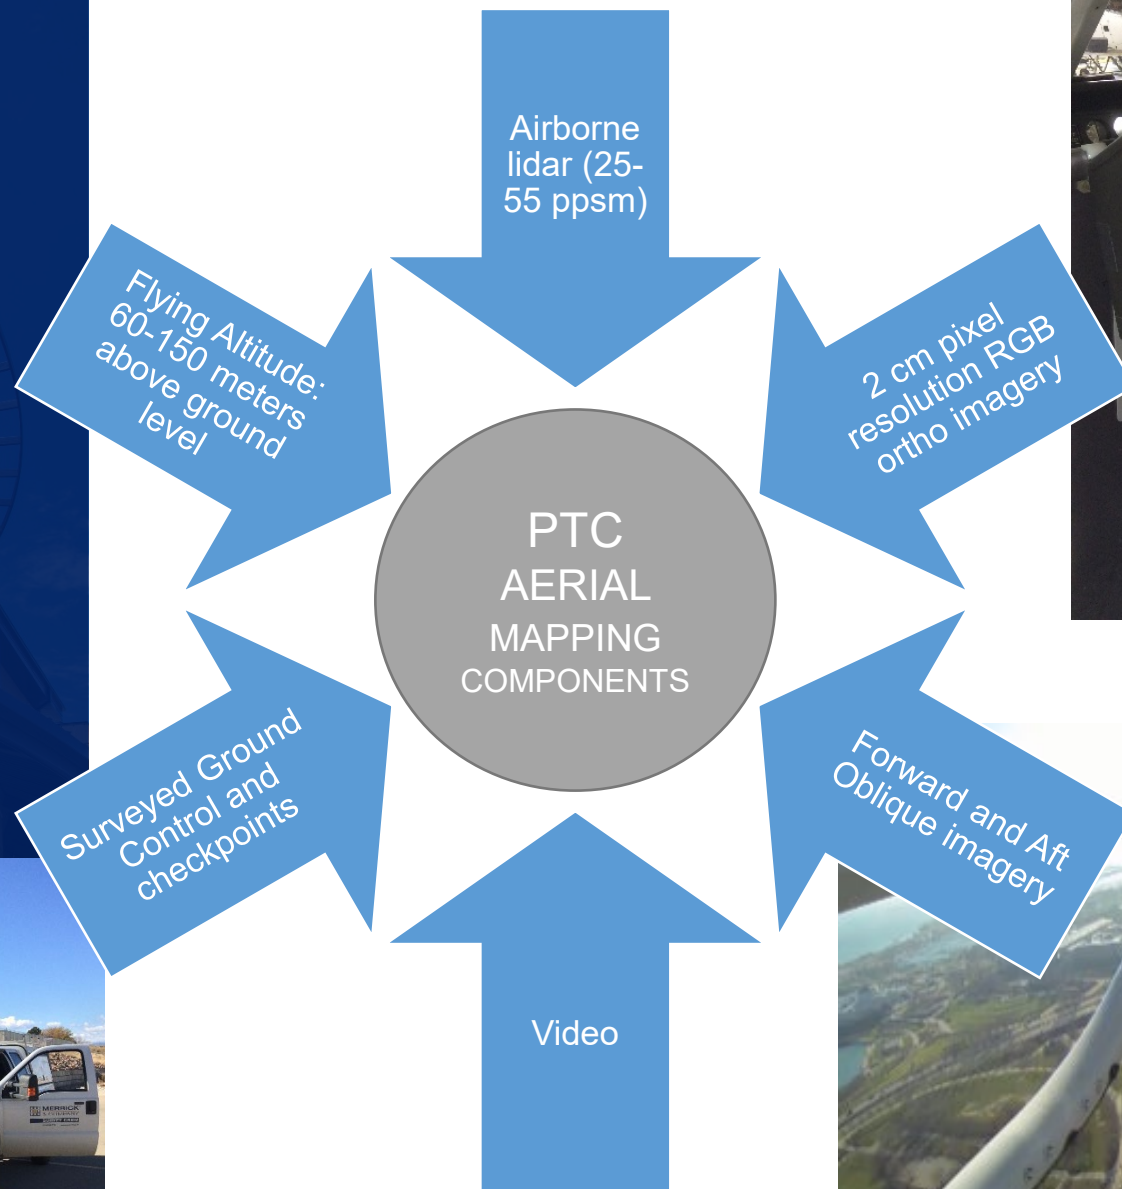 Airborne
lidar (25-
55 ppsm)
Flying Altitude:
60-150 meters
above ground
level
2 cm pixel
resolution RGB
ortho imagery
PTC
AERIAL
MAPPING
COMPONENTS
Surveyed Ground
Control and
checkpoints
Forward and Aft
Oblique imagery
Video
MERRICK